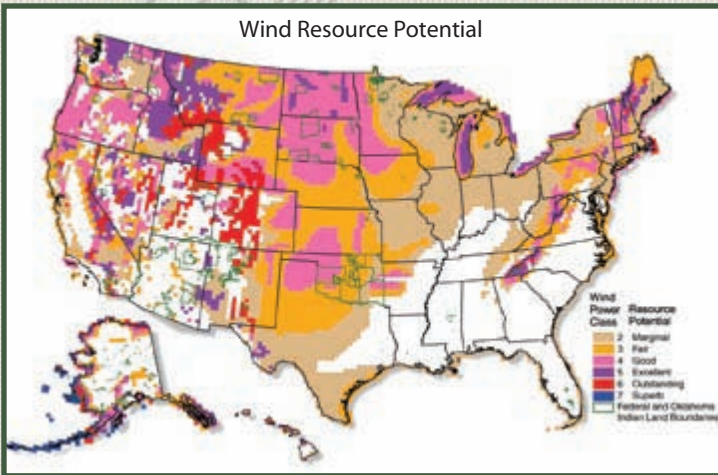 Wind Resource Potential
Wind
Power Resource
Class Potential
2 Marginal
3 Fair
4 Good
5 Excellent
6 Outstanding
7 Superb
Federal and Oklahoma
Indian Land Boundaries